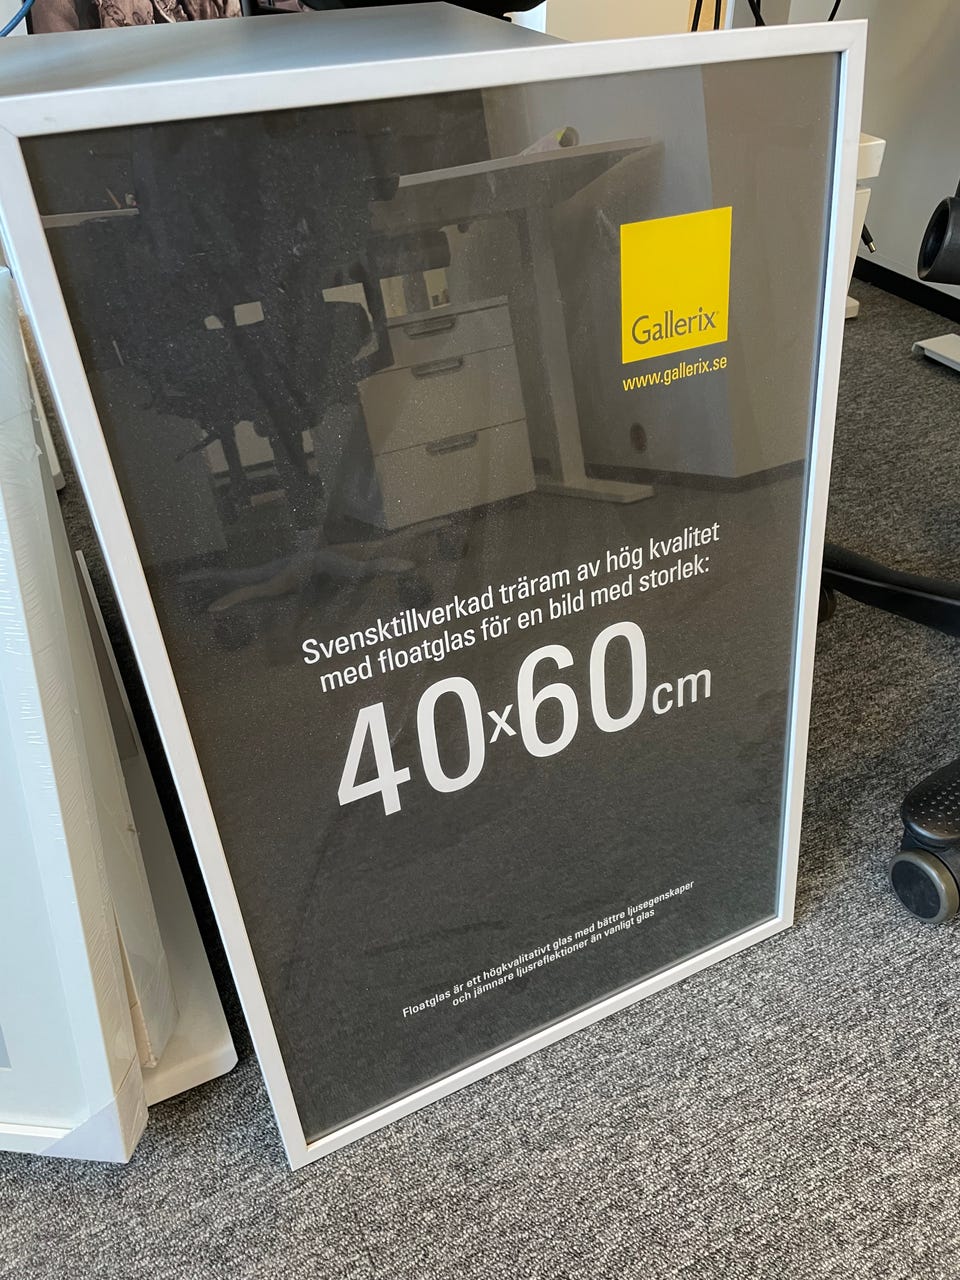 Gallerix®
www.gallerix.se
Svensktillverkad träram av hög kvalitet
med floatglas för en bild med storlek:
40x60cm
Floatglas är ett högkvalitativt glas med bättre ljusegenskaper
och jämnare ljusreflektioner än vanligt glas